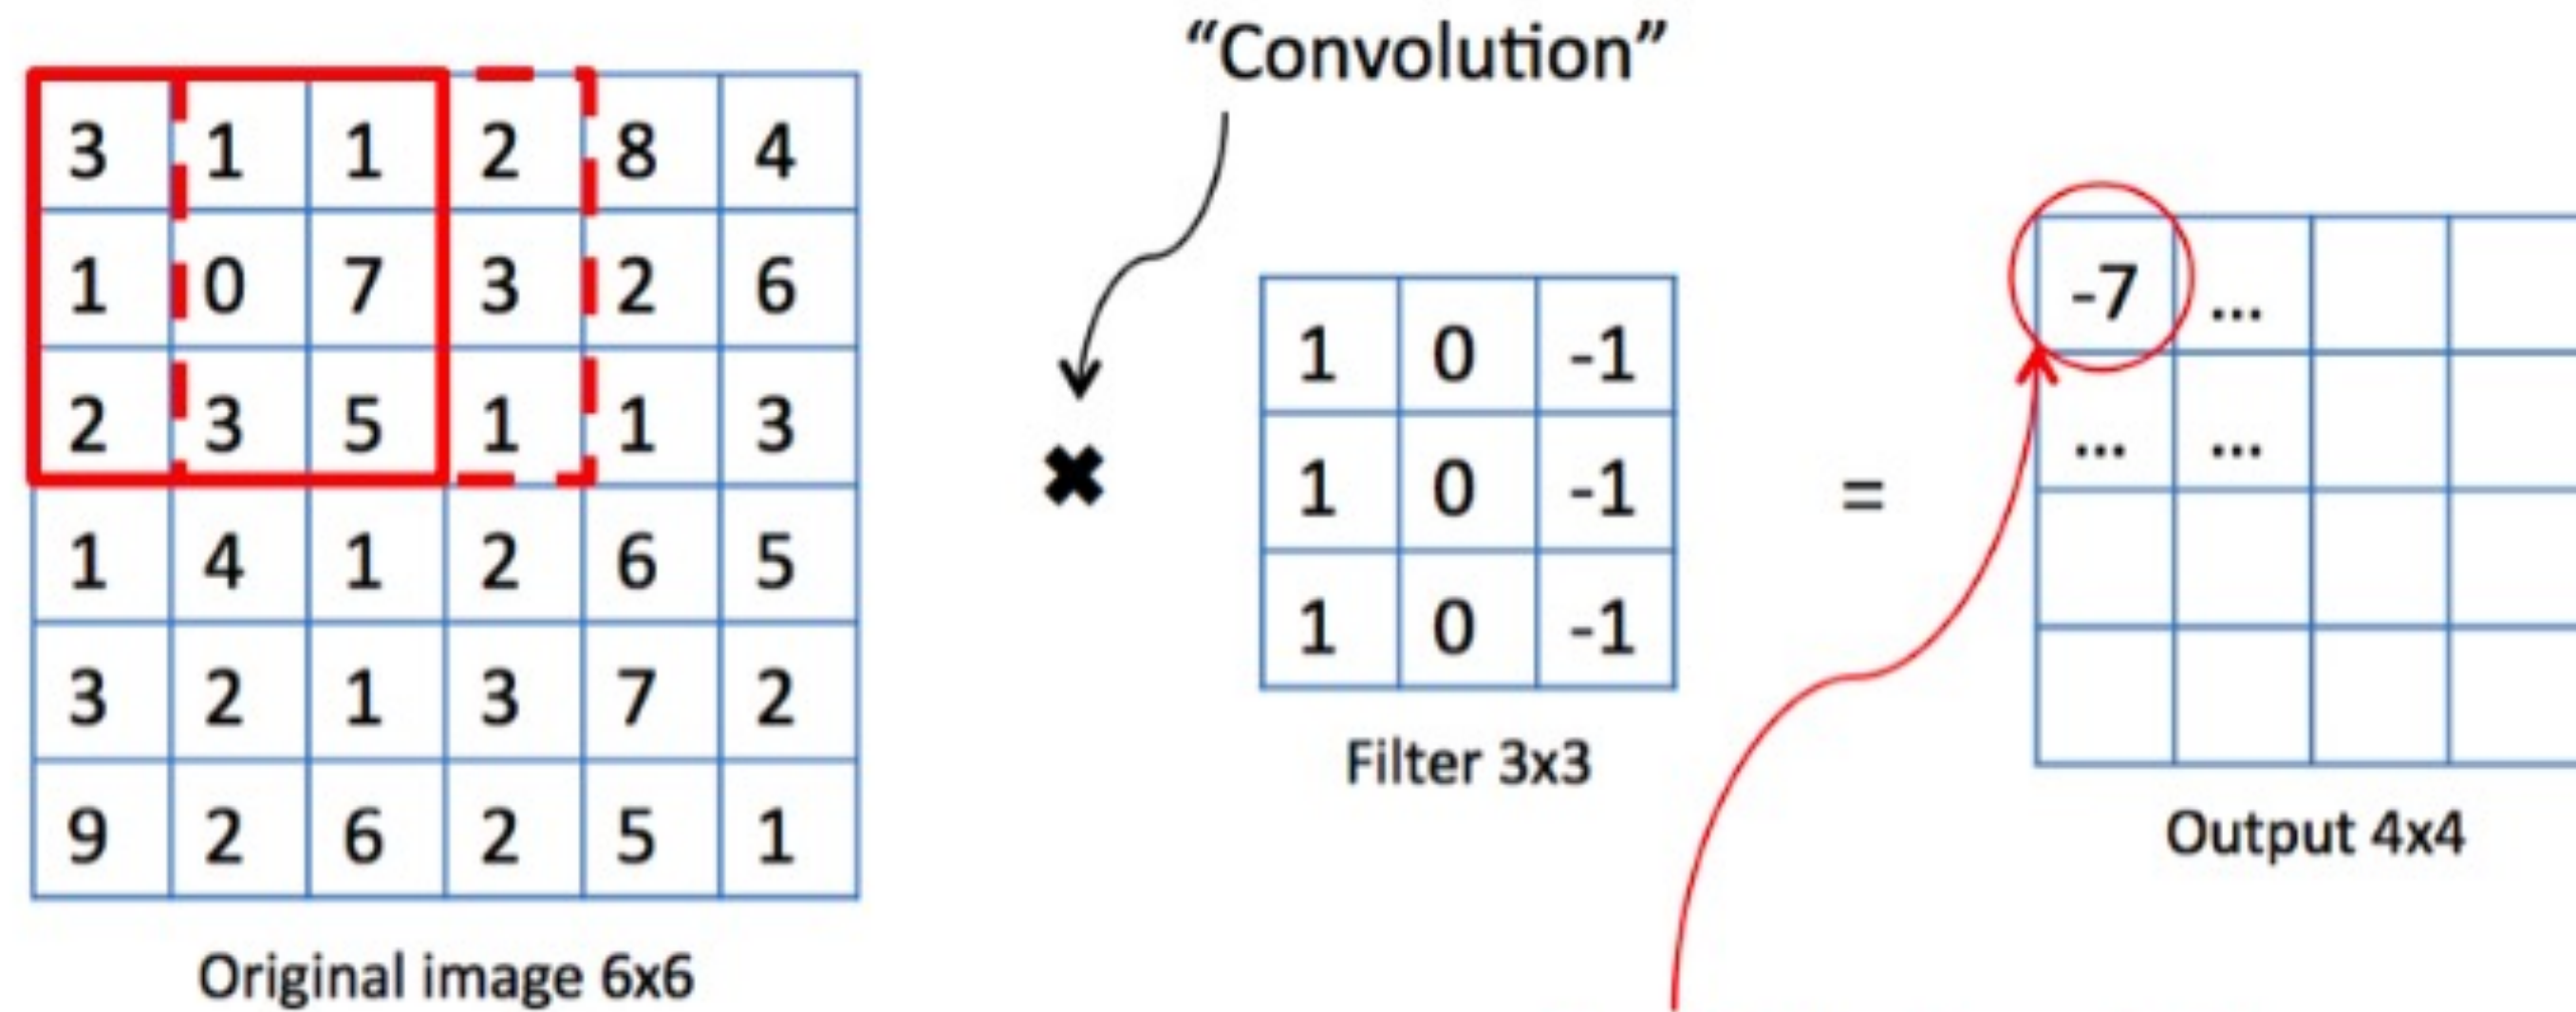 “Convolution”
3 1 1 2 8 4
1 0 7 3 2 6
2 3 5 1 1 3
1 4 1 2 6 5
3 2 1 3 7 2
9 2 6 2 5 1
Original image 6x6
✖
1 0 -1
1 0 -1
1 0 -1
Filter 3x3
=
-7 ...
... ...
Output 4x4